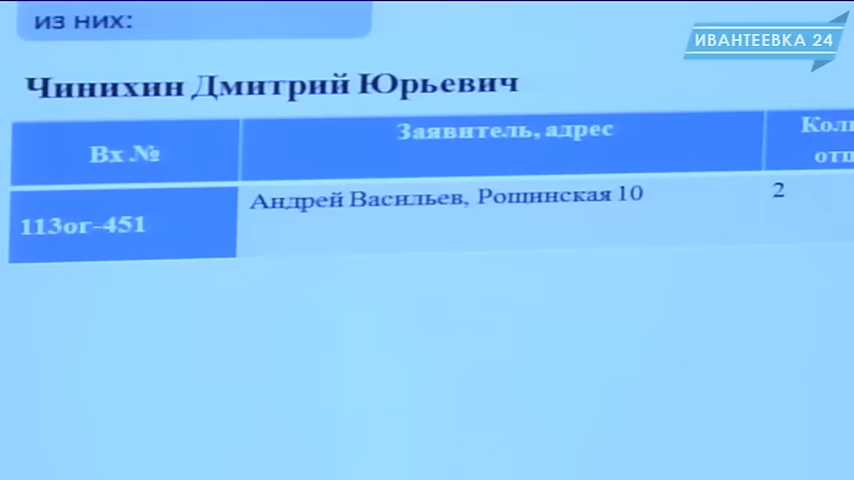 из них:
ИВАНТЕЕВКА 24
Чинихин Дмитрий Юрьевич
Вх № Заявитель, адрес
113ог-451 Андрей Васильев, Рощинская 10 2